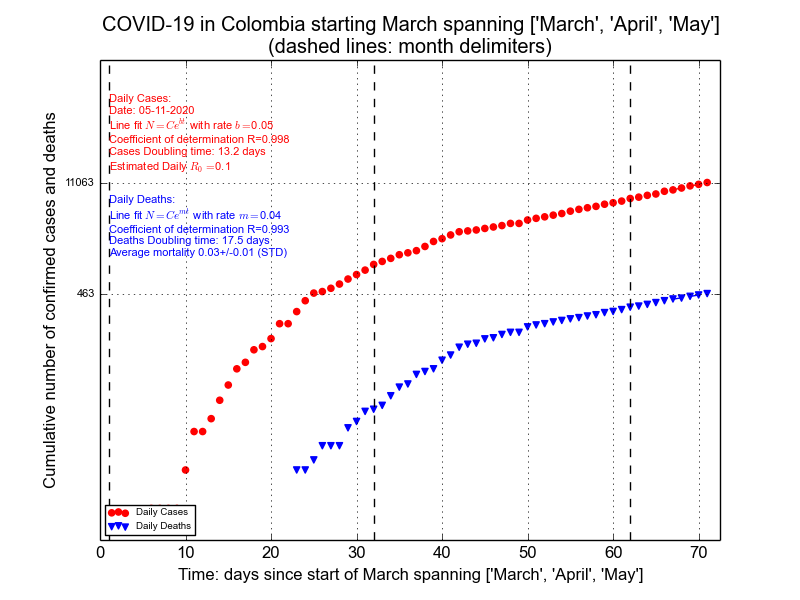 COVID-19 in Colombia starting March spanning ['March', 'April', 'May']
(dashed lines: month delimiters)
Daily Cases:
Date: 05-11-2020
Line fit N = Ce^{bt}: with rate b =0.05
Coefficient of determination R=0.998
Cases Doubling time: 13.2 days
Estimated Daily R_0 =0.1
Daily Deaths:
Line fit N = Ce^{mt} with rate m =0.04
Coefficient of determination R=0.993
Deaths Doubling time: 17.5 days
Average mortality 0.03+/-0.01 (STD)
11063
463
Cumulative number of confirmed cases and deaths
Daily Cases
Daily Deaths
0 10 20 30 40 50 60 70
Time: days since start of March spanning ['March', 'April', 'May']